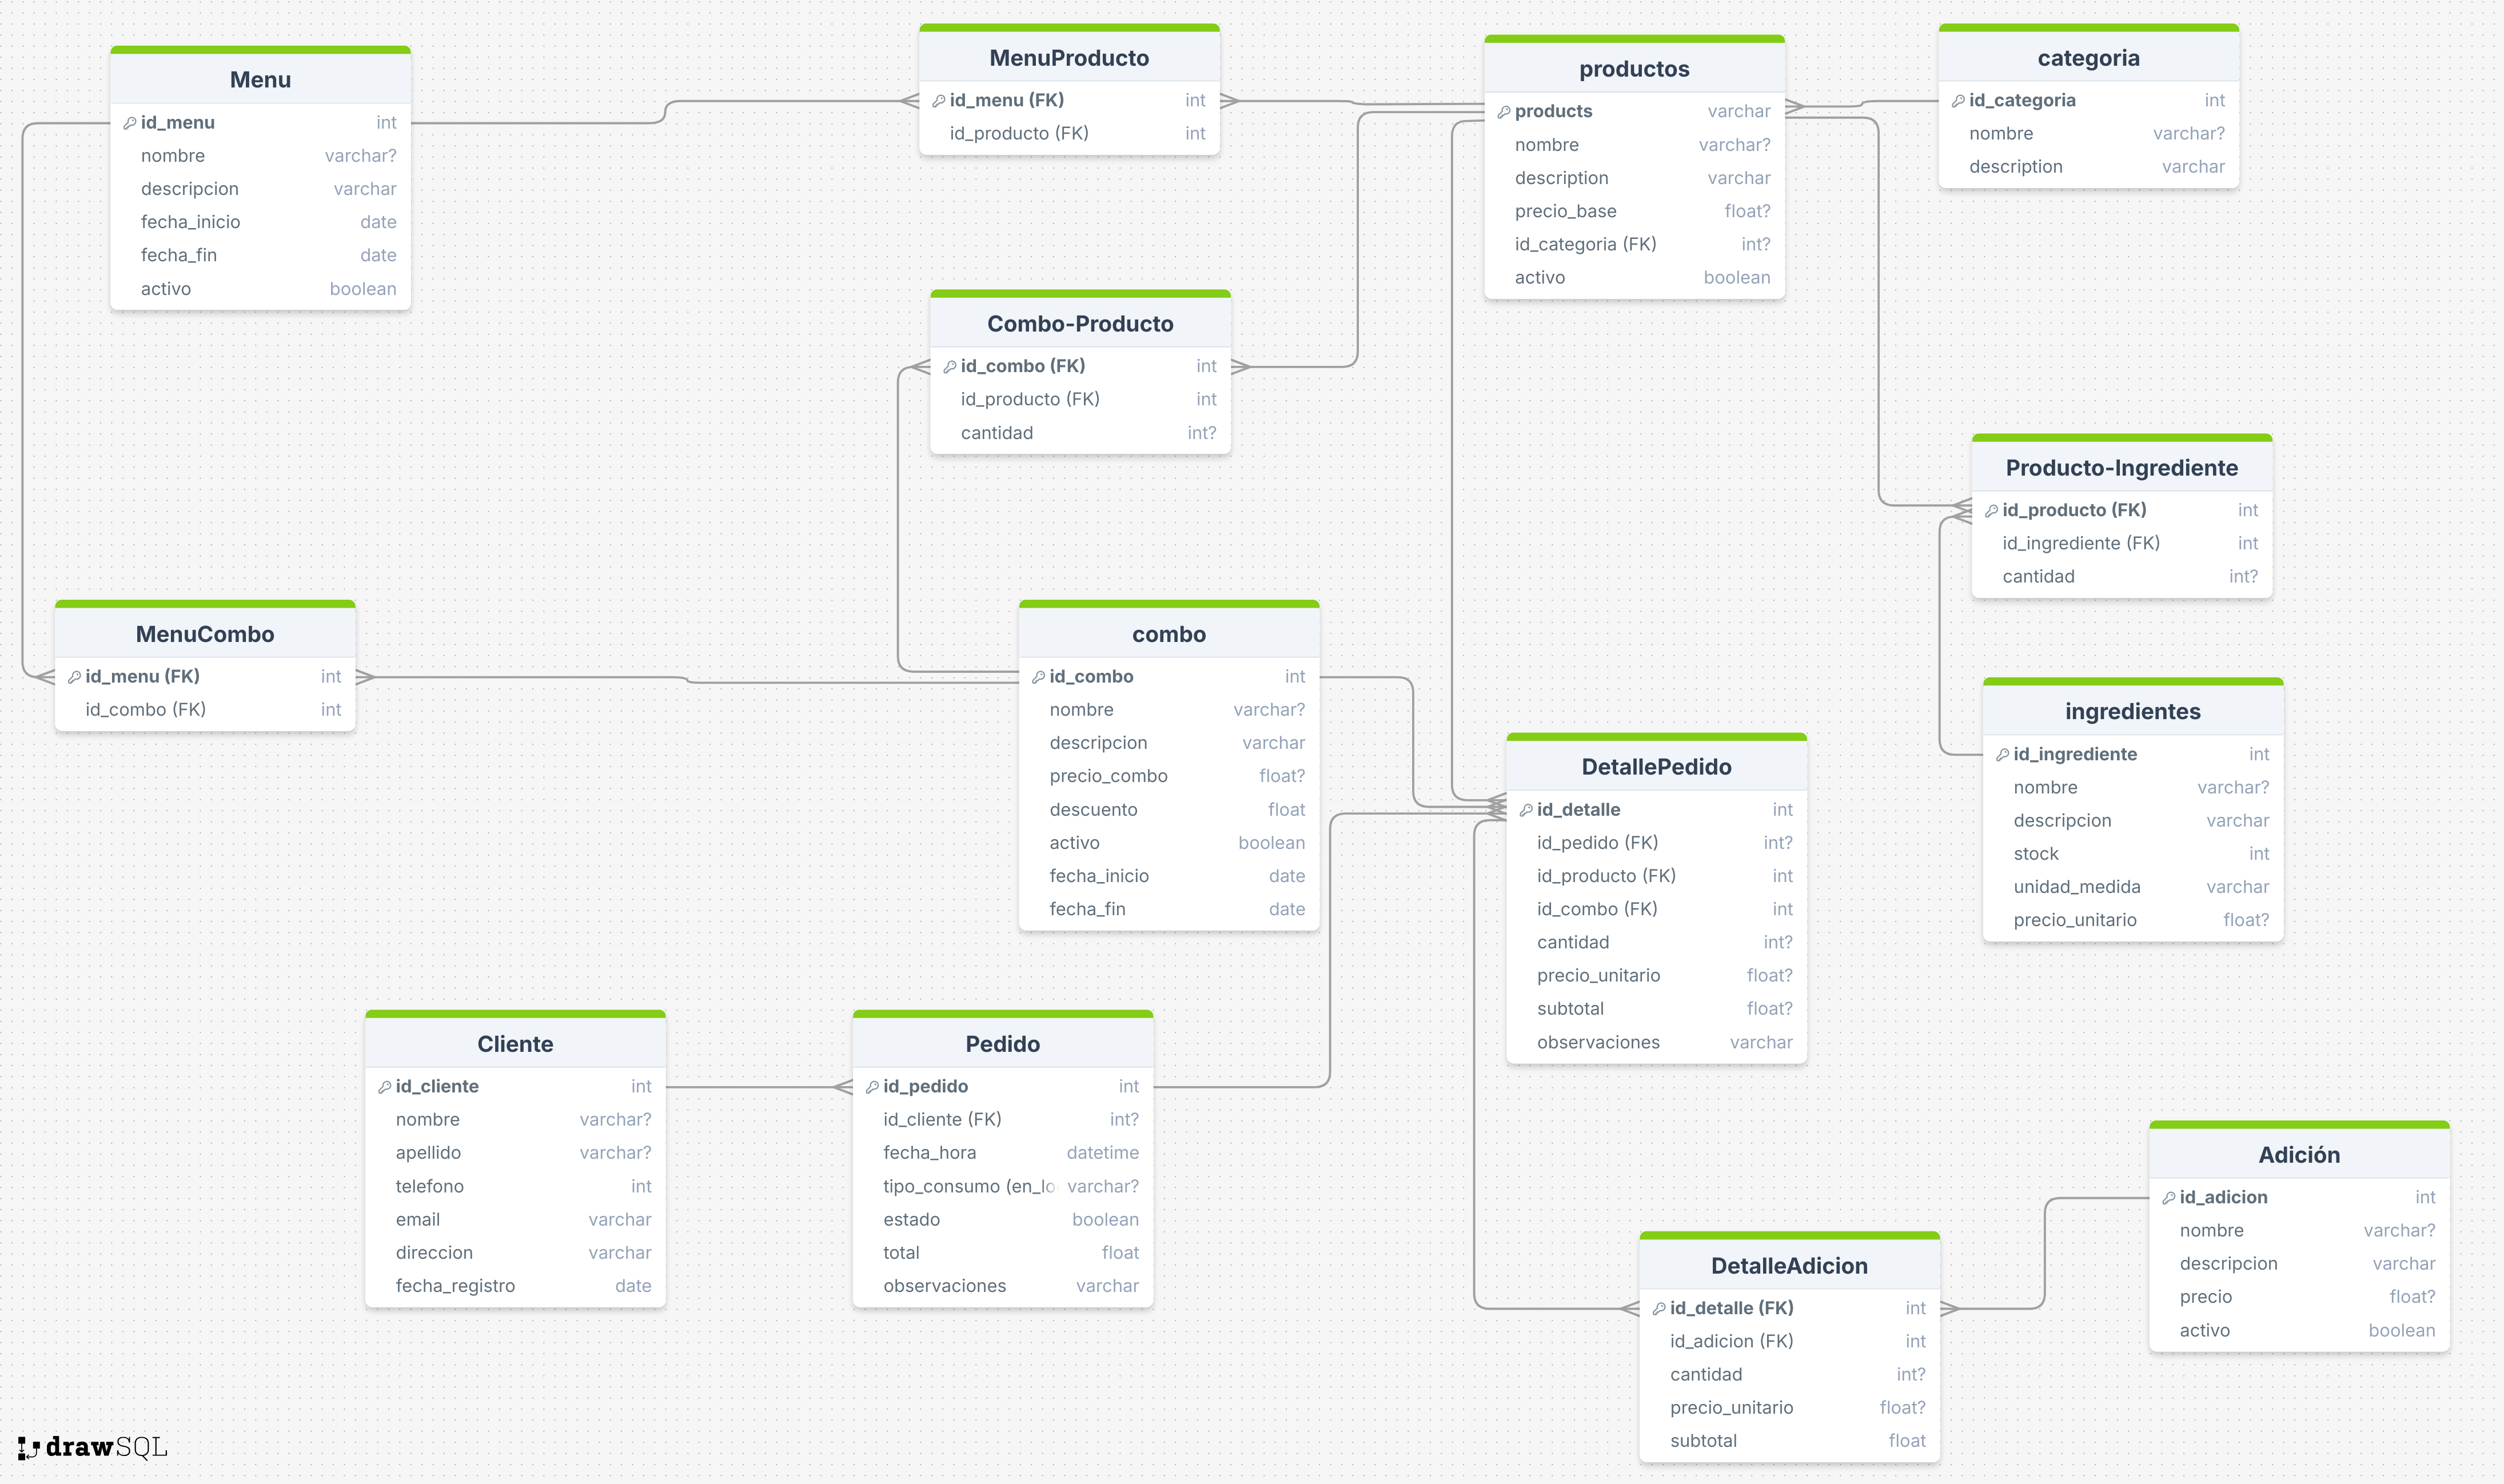 Menu
id_menu int
nombre varchar?
descripcion varchar
fecha_inicio date
fecha_fin date
activo boolean
MenuProducto
id_menu (FK) int
id_producto (FK) int
productos
products varchar
nombre varchar?
description varchar
precio_base float?
id_categoria (FK) int?
activo boolean
categoria
id_categoria int
nombre varchar?
description varchar
Combo-Producto
id_combo (FK) int
id_producto (FK) int
cantidad int?
Producto-Ingrediente
id_producto (FK) int
id_ingrediente (FK) int
cantidad int?
MenuCombo
id_menu (FK) int
id_combo (FK) int
combo
id_combo int
nombre varchar?
descripcion varchar
precio_combo float?
descuento float
activo boolean
fecha_inicio date
fecha_fin date
DetallePedido
id_detalle int
id_pedido (FK) int?
id_producto (FK) int
id_combo (FK) int
cantidad int?
precio_unitario float?
subtotal float?
observaciones varchar
ingredientes
id_ingrediente int
nombre varchar?
descripcion varchar
stock int
unidad_medida varchar
precio_unitario float?
Cliente
id_cliente int
nombre varchar?
apellido varchar?
telefono int
email varchar
direccion varchar
fecha_registro date
Pedido
id_pedido int
id_cliente (FK) int?
fecha_hora datetime
tipo_consumo (en_lo varchar?
estado boolean
total float
observaciones varchar
Adición
id_adicion int
nombre varchar?
descripcion varchar
precio float?
activo boolean
DetalleAdicion
id_detalle (FK) int
id_adicion (FK) int
cantidad int?
precio_unitario float?
subtotal float
drawSQL